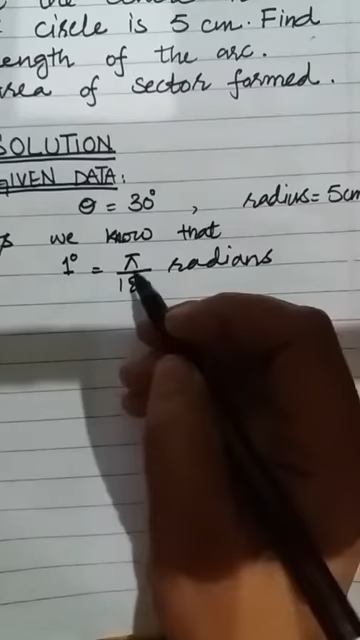 circle is 5 cm. Find
length of the arc.
area of sector formed.
SOLUTION
GIVEN DATA:
θ = 30° , radius = 5cm
we know that
1° = π/18 radians